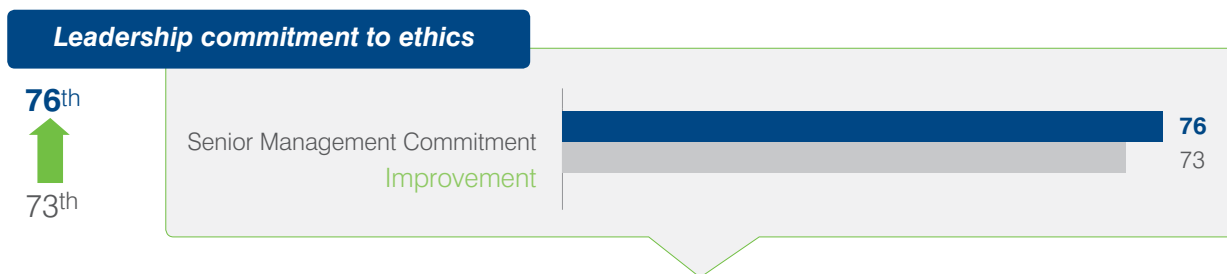 Leadership commitment to ethics
76th
73th
Senior Management Commitment
Improvement
76
73